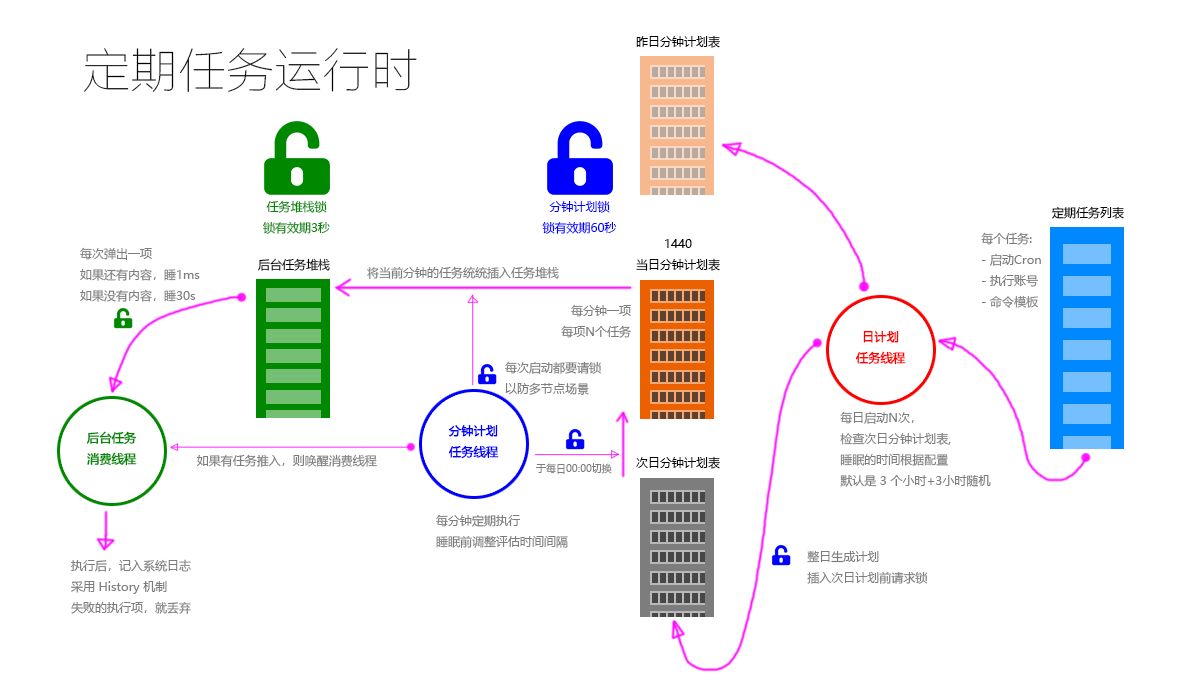 定期任务运行时
昨日分钟计划表
任务堆栈锁
锁有效期3秒
分钟计划锁
锁有效期60秒
定期任务列表
每个任务:
- 启动Cron
- 执行账号
- 命令模板
每次弹出一项
如果还有内容，睡1ms
如果没有内容，睡30s
后台任务堆栈
将当前分钟的任务统统插入任务堆栈
1440
当日分钟计划表
每分钟一项
每项N个任务
每次启动都要请锁
以防多节点场景
日计划
任务线程
后台任务
消费线程
如果有任务推入，则唤醒消费线程
分钟计划
任务线程
于每日00:00切换
次日分钟计划表
每日启动N次，
检查次日分钟计划表,
睡眠的时间根据配置
默认是 3 个小时+3小时随机
每分钟定期执行
睡眠前调整评估时间间隔
整日生成计划
插入次日计划前请求锁
执行后，记入系统日志
采用 History 机制
失败的执行项，就丢弃